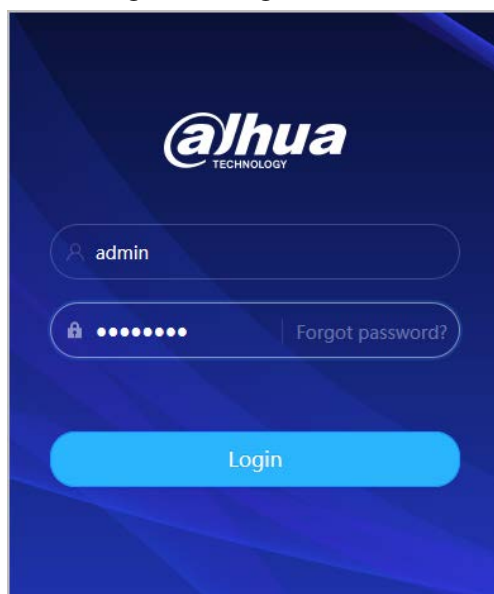 alhua
TECHNOLOGY
admin
••••••••
Forgot password?
Login